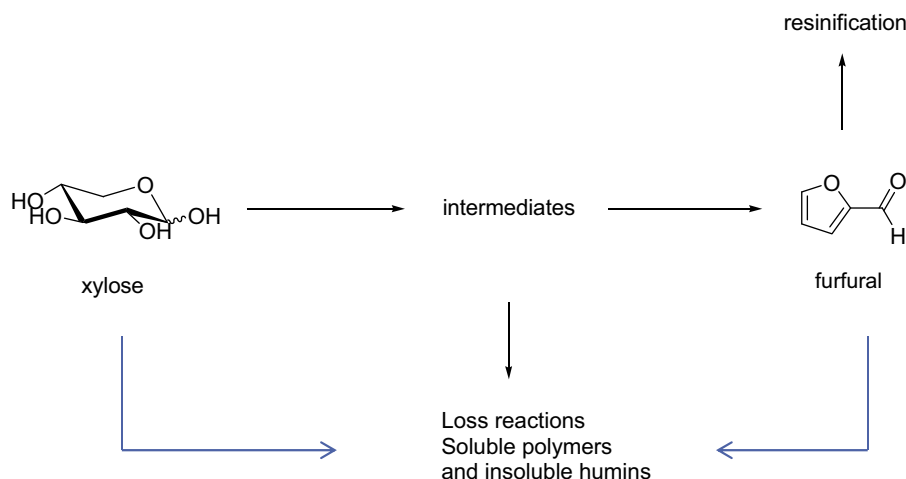 resinification
O
HO
HO
OH
OH
xylose
intermediates
O
O
H
furfural
Loss reactions
Soluble polymers
and insoluble humins